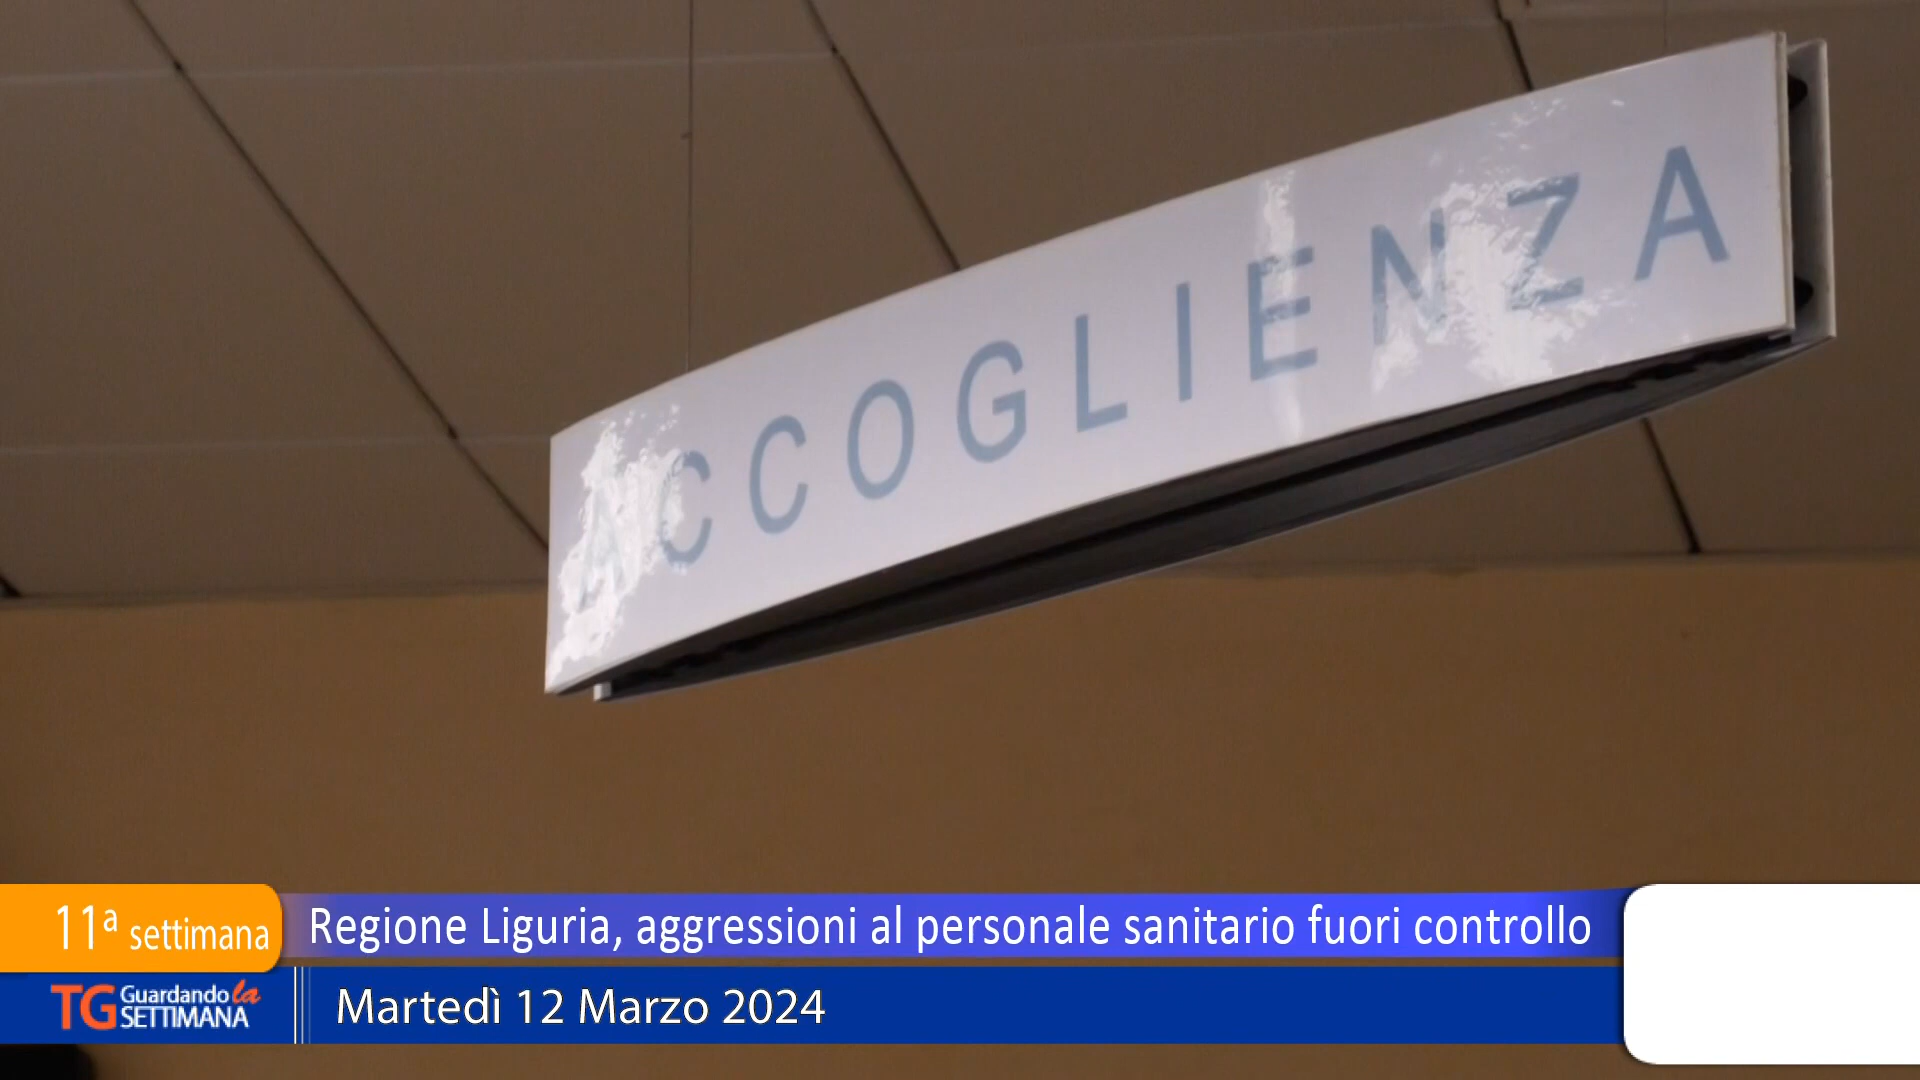 ACCOGLIENZA
11ª settimana
Regione Liguria, aggressioni al personale sanitario fuori controllo
TG Guardando la SETTIMANA
Martedì 12 Marzo 2024